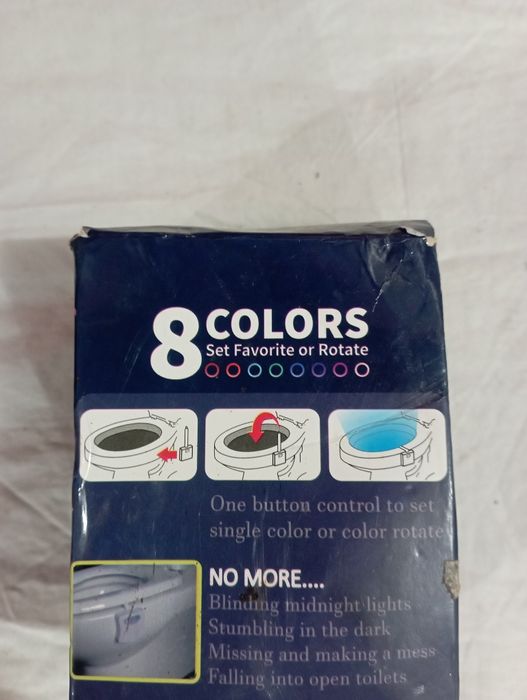 8 COLORS
Set Favorite or Rotate
One button control to set
single color or color rotate
NO MORE....
Blinding midnight lights
Stumbling in the dark
Missing and making a mess
Falling into open toilets